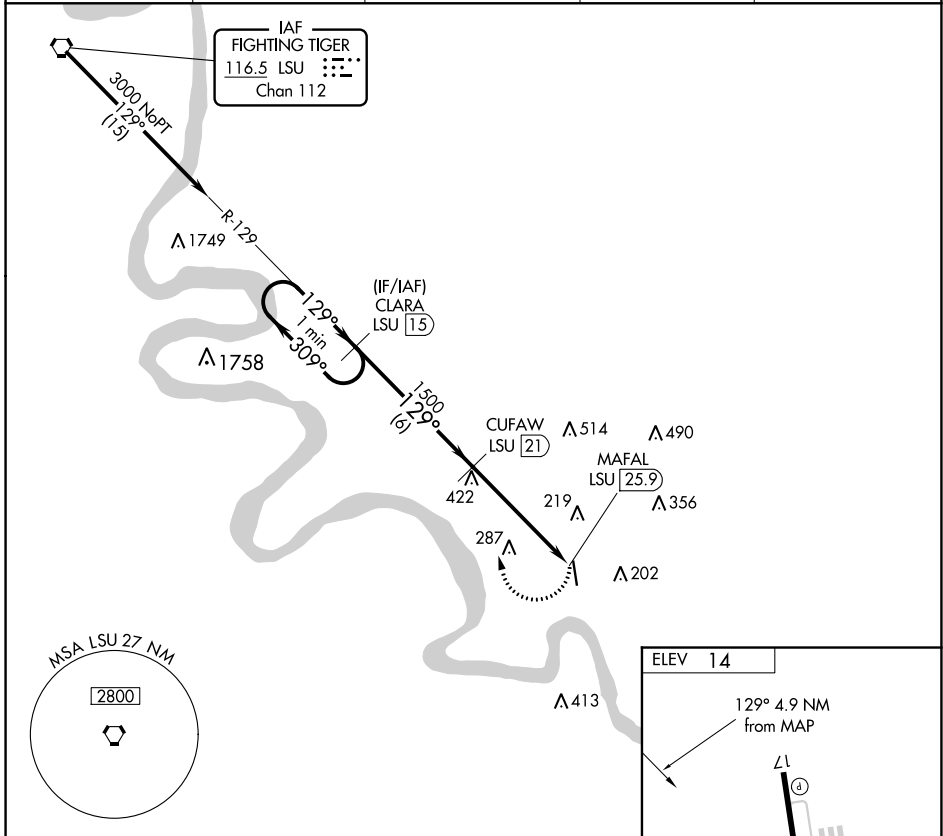 IAF
FIGHTING TIGER
116.5 LSU
Chan 112
3000 NoPT
129°
(15)
R-129
1749
(IF/IAF)
CLARA
LSU 15
129°
1 min
309°
1758
1500
129°
(6)
CUFAW
LSU 21
514
490
MAFAL
LSU 25.9
422
219
356
287
202
MSA LSU 27 NM
2800
413
ELEV 14
129° 4.9 NM
from MAP
17
P